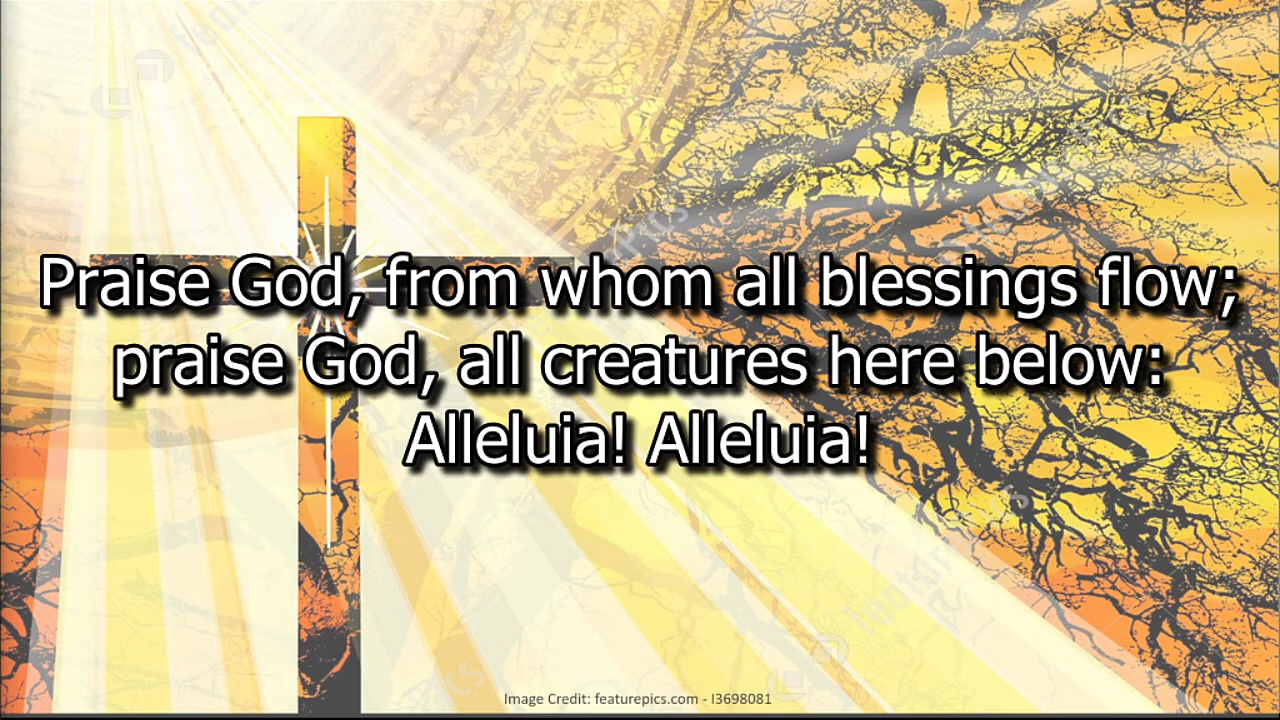 Praise God, from whom all blessings flow;
praise God, all creatures here below:
Alleluia! Alleluia!
Image Credit: featurepics.com - I3698081